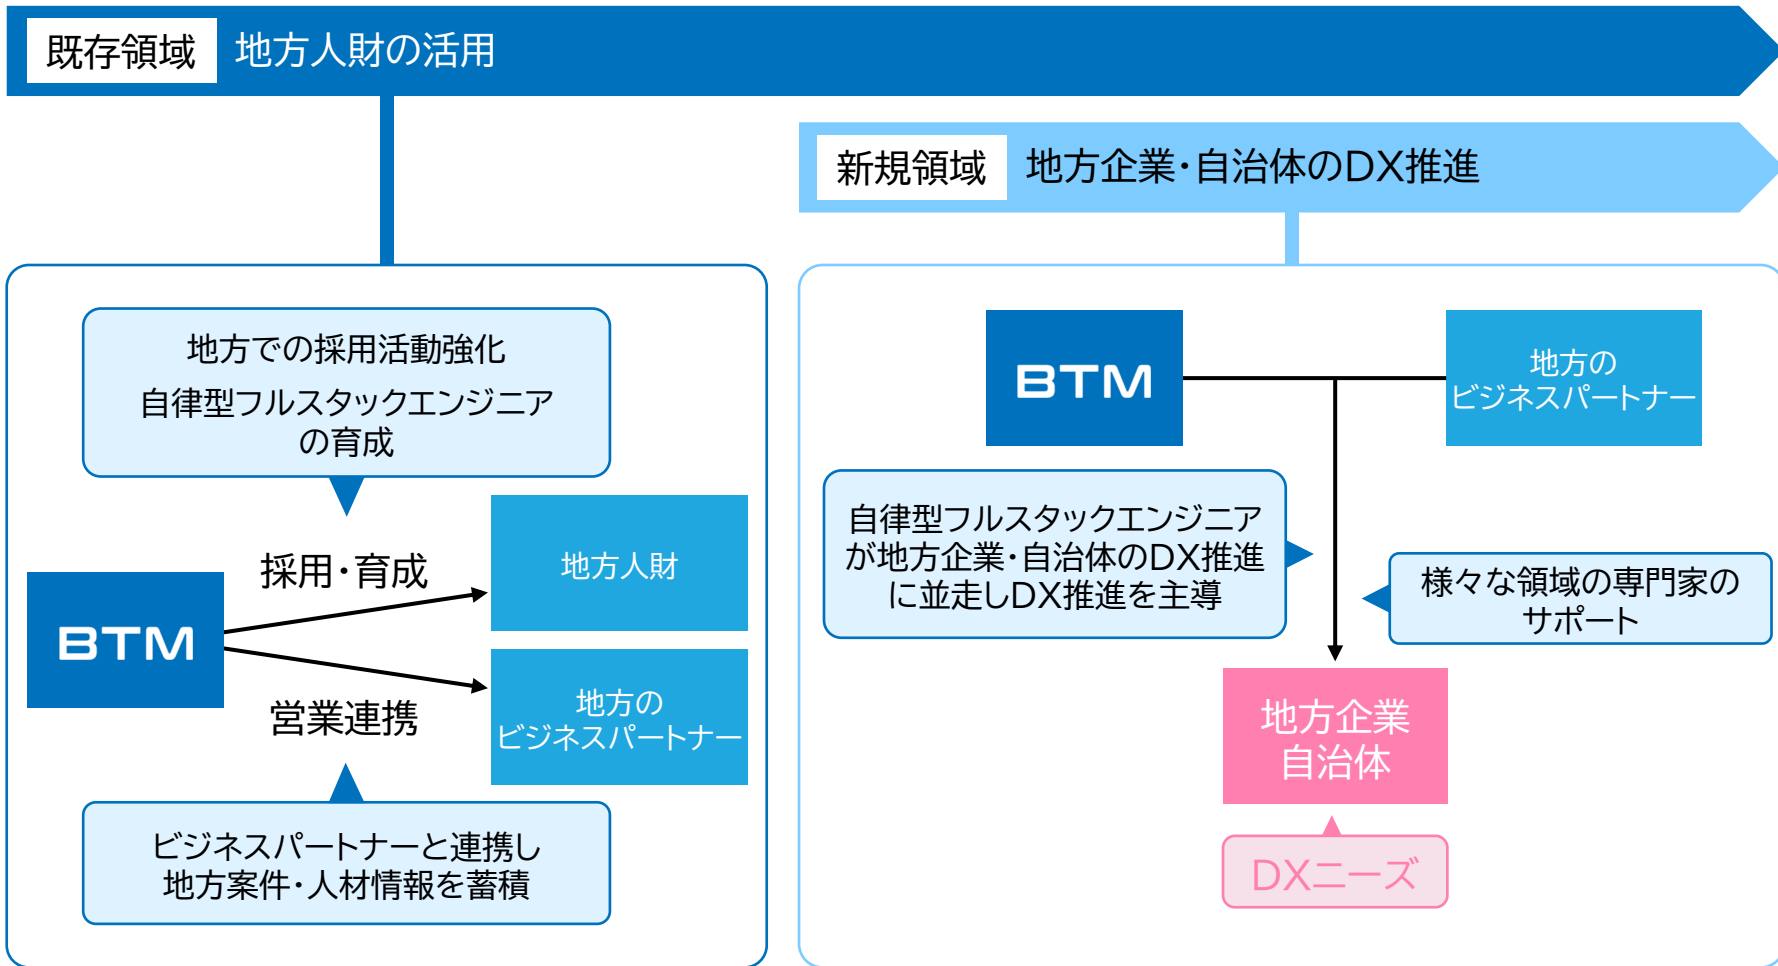 既存領域
地方人財の活用
新規領域
地方企業・自治体のDX推進
地方での採用活動強化
自律型フルスタックエンジニア
の育成
採用・育成
地方人財
BTM
営業連携
地方の
ビジネスパートナー
ビジネスパートナーと連携し
地方案件・人材情報を蓄積
BTM
地方の
ビジネスパートナー
自律型フルスタックエンジニア
が地方企業・自治体のDX推進
に並走しDX推進を主導
様々な領域の専門家の
サポート
地方企業
自治体
DXニーズ